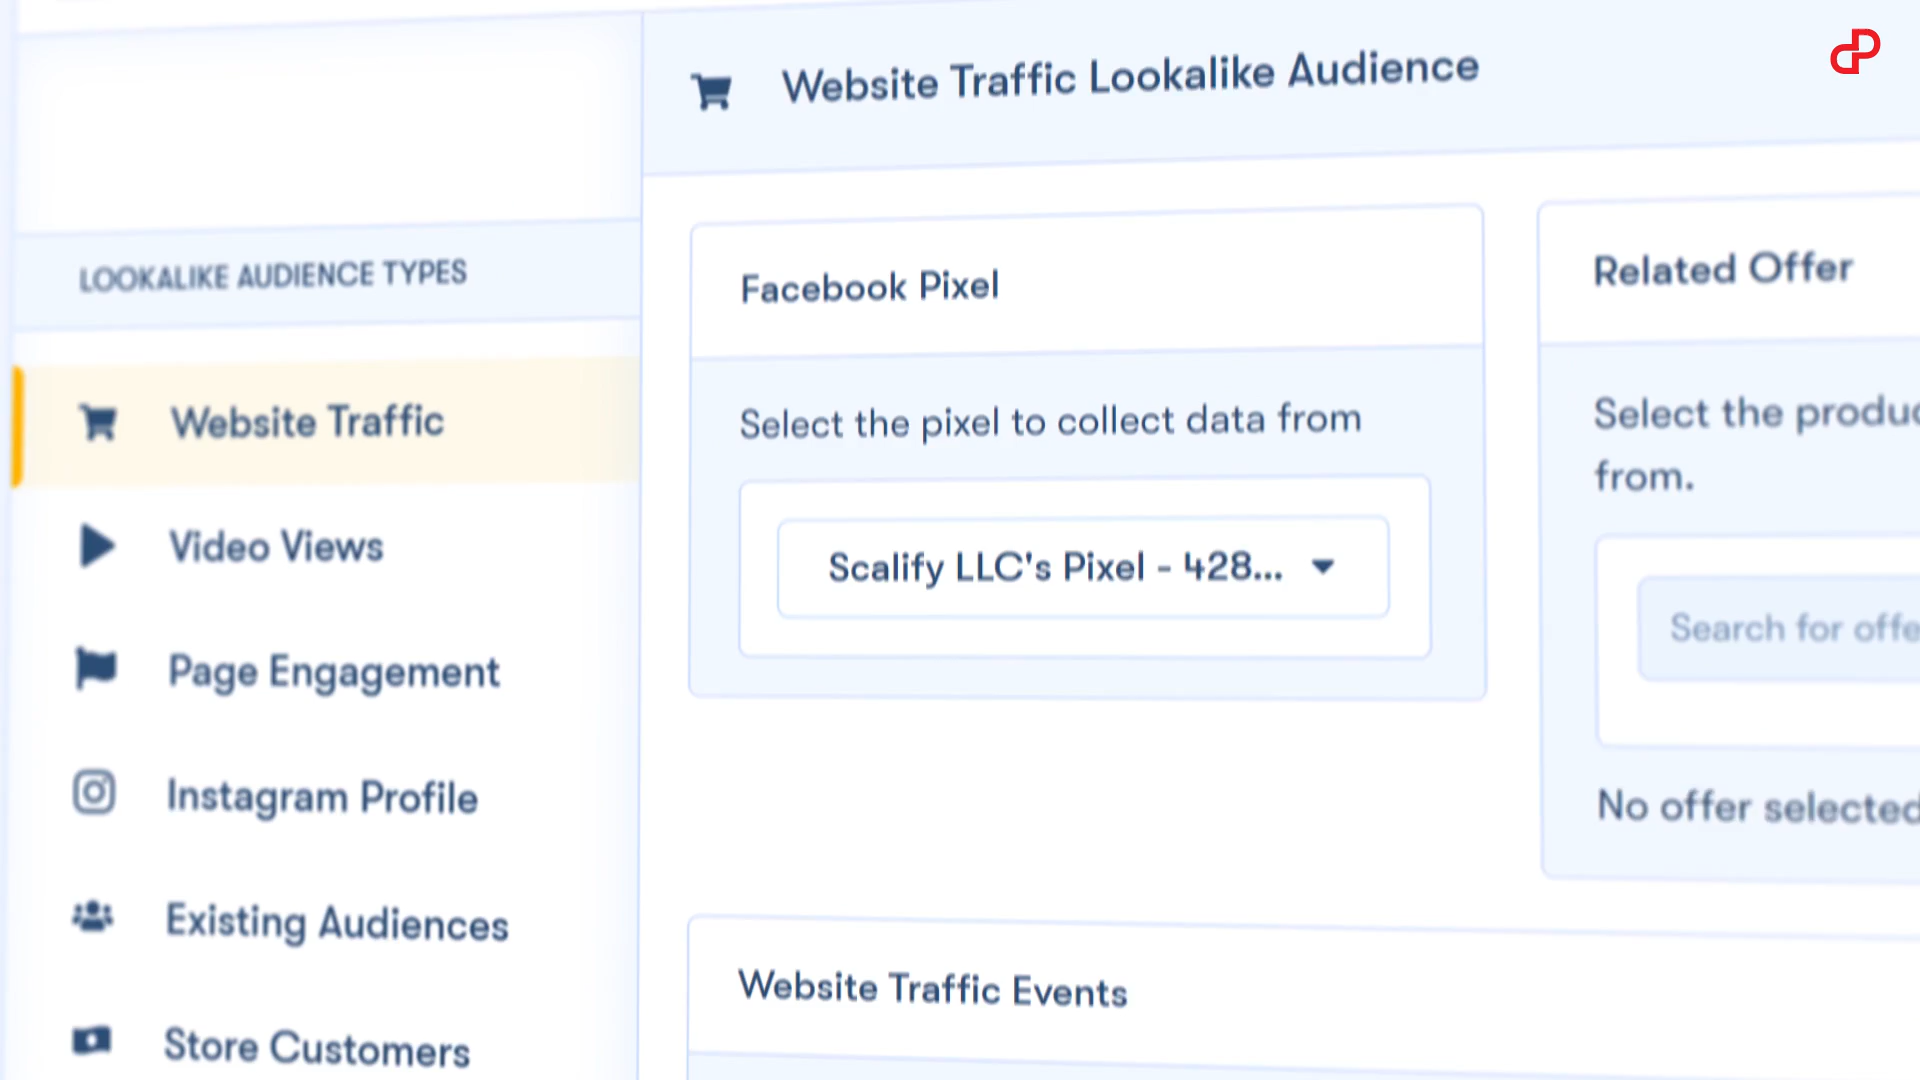 Website Traffic Lookalike Audience
LOOKALIKE AUDIENCE TYPES
Website Traffic
Video Views
Page Engagement
Instagram Profile
Existing Audiences
Store Customers
Facebook Pixel
Select the pixel to collect data from
Scalify LLC's Pixel - 428...
Related Offer
Select the produc
from.
Search for offe
No offer selected
Website Traffic Events